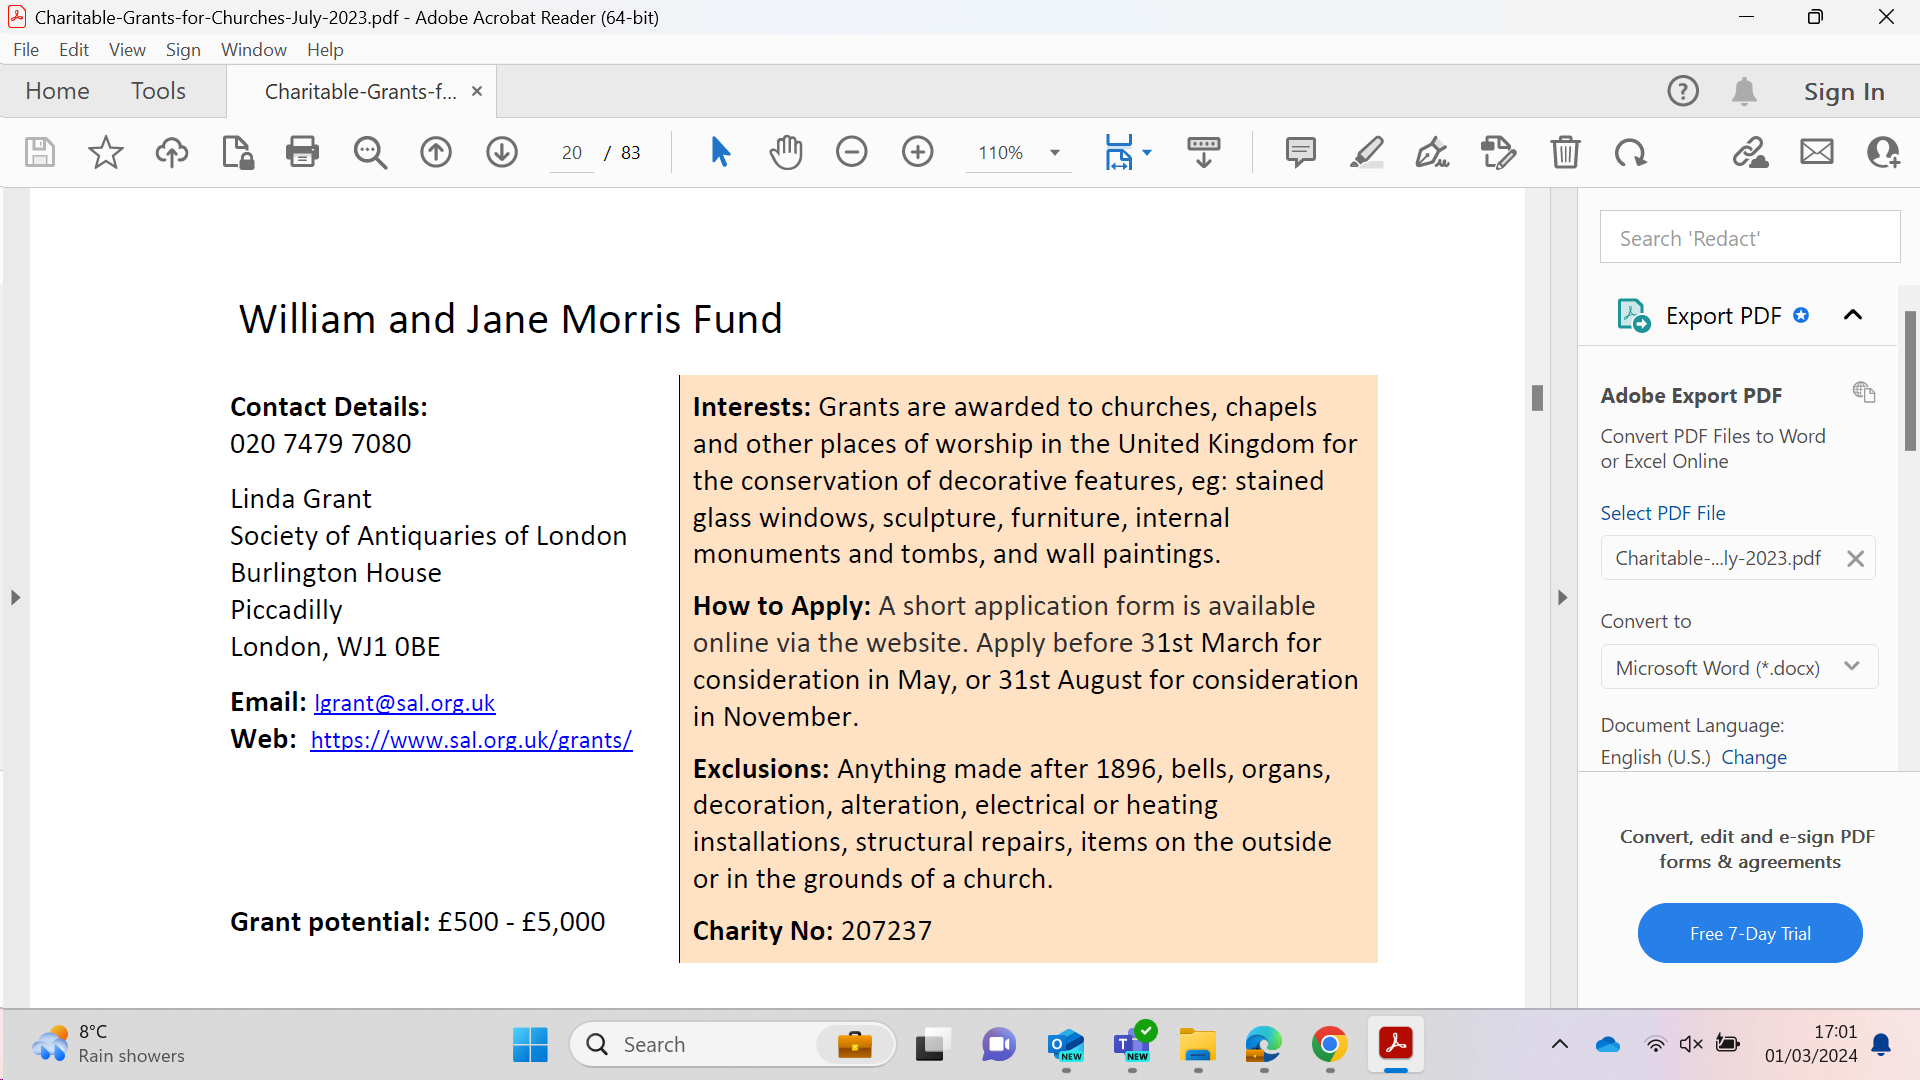 Charitable-Grants-for-Churches-July-2023.pdf - Adobe Acrobat Reader (64-bit)
File Edit View Sign Window Help
Home Tools Charitable-Grants-f... ×
Sign In
20 / 83
110%
Search 'Redact'
Export PDF
Adobe Export PDF
Convert PDF Files to Word
or Excel Online
Select PDF File
Charitable-...ly-2023.pdf
Convert to
Microsoft Word (*.docx)
Document Language:
English (U.S.) Change
Convert, edit and e-sign PDF
forms & agreements
Free 7-Day Trial
William and Jane Morris Fund
Contact Details:
020 7479 7080
Linda Grant
Society of Antiquaries of London
Burlington House
Piccadilly
London, WJ1 0BE
Email: lgrant@sal.org.uk
Web: https://www.sal.org.uk/grants/
Grant potential: £500 - £5,000
Interests: Grants are awarded to churches, chapels
and other places of worship in the United Kingdom for
the conservation of decorative features, eg: stained
glass windows, sculpture, furniture, internal
monuments and tombs, and wall paintings.
How to Apply: A short application form is available
online via the website. Apply before 31st March for
consideration in May, or 31st August for consideration
in November.
Exclusions: Anything made after 1896, bells, organs,
decoration, alteration, electrical or heating
installations, structural repairs, items on the outside
or in the grounds of a church.
Charity No: 207237
8°C
Rain showers
Search
NEW
NEW
17:01
01/03/2024